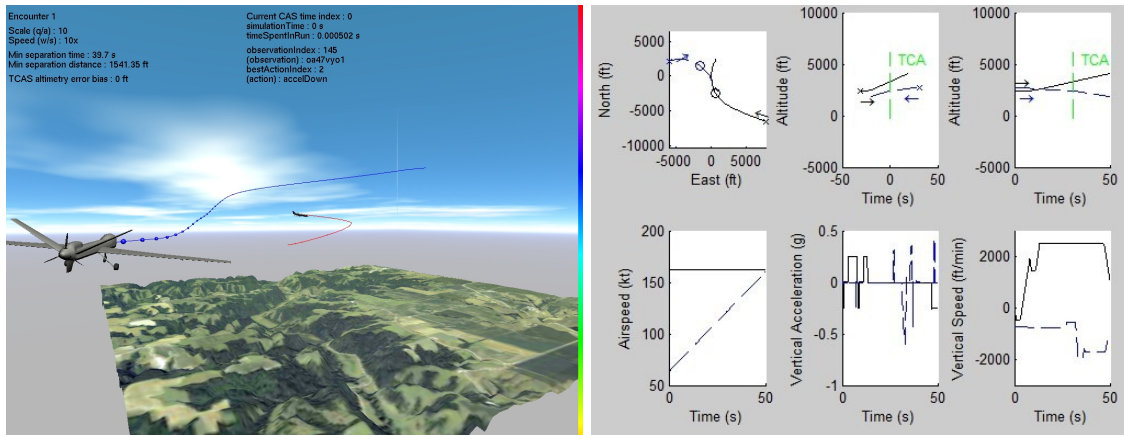 Encounter 1
Scale (q/a) : 10
Speed (w/s) : 10x
Min separation time : 39.7 s
Min separation distance : 1541.35 ft
TCAS altimetry error bias : 0 ft
Current CAS time index : 0
simulationTime : 0 s
timeSpentInRun : 0.000502 s
observationIndex : 145
(observation) : oa47vyo1
bestActionIndex : 2
(action) : accelDown
North (ft)
5000
0
-5000
-10000
-5000 0 5000
East (ft)
Altitude (ft)
10000
5000
0
-5000
TCA
-50 0 50
Time (s)
Altitude (ft)
10000
5000
0
-5000
TCA
0 50
Time (s)
Airspeed (kt)
200
150
100
50
0 50
Time (s)
Vertical Acceleration (g)
0.5
0
-0.5
-1
0 50
Time (s)
Vertical Speed (ft/min)
2000
0
-2000
0 50
Time (s)